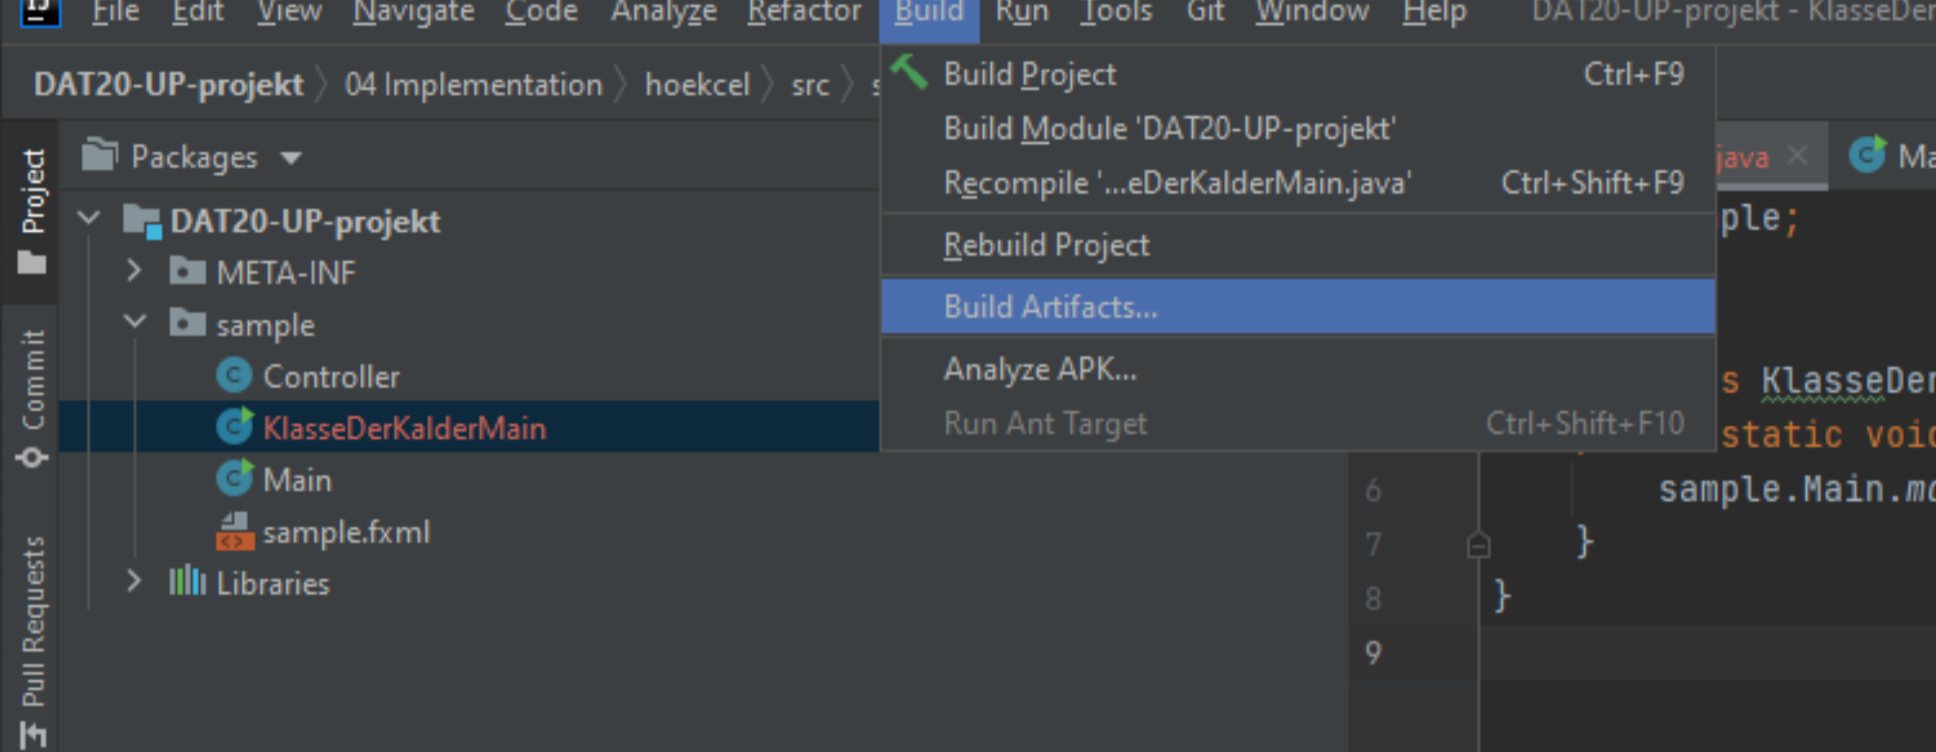 File Edit View Navigate Code Analyze Refactor Build Run Tools Git Window Help DAT20-UP-projekt - KlasseDer
DAT20-UP-projekt 04 Implementation hoekcel src s
Build Project Ctrl+F9
Build Module 'DAT20-UP-projekt'
Recompile '...eDerKalderMain.java' Ctrl+Shift+F9
Rebuild Project
Build Artifacts...
Analyze APK...
Run Ant Target Ctrl+Shift+F10
Project
Commit
Pull Requests
Packages
DAT20-UP-projekt
META-INF
sample
Controller
KlasseDerKalderMain
Main
sample.fxml
Libraries
java Ma
ple;
s KlasseDer
static voi
6 sample.Main.m
7 }
8 }
9